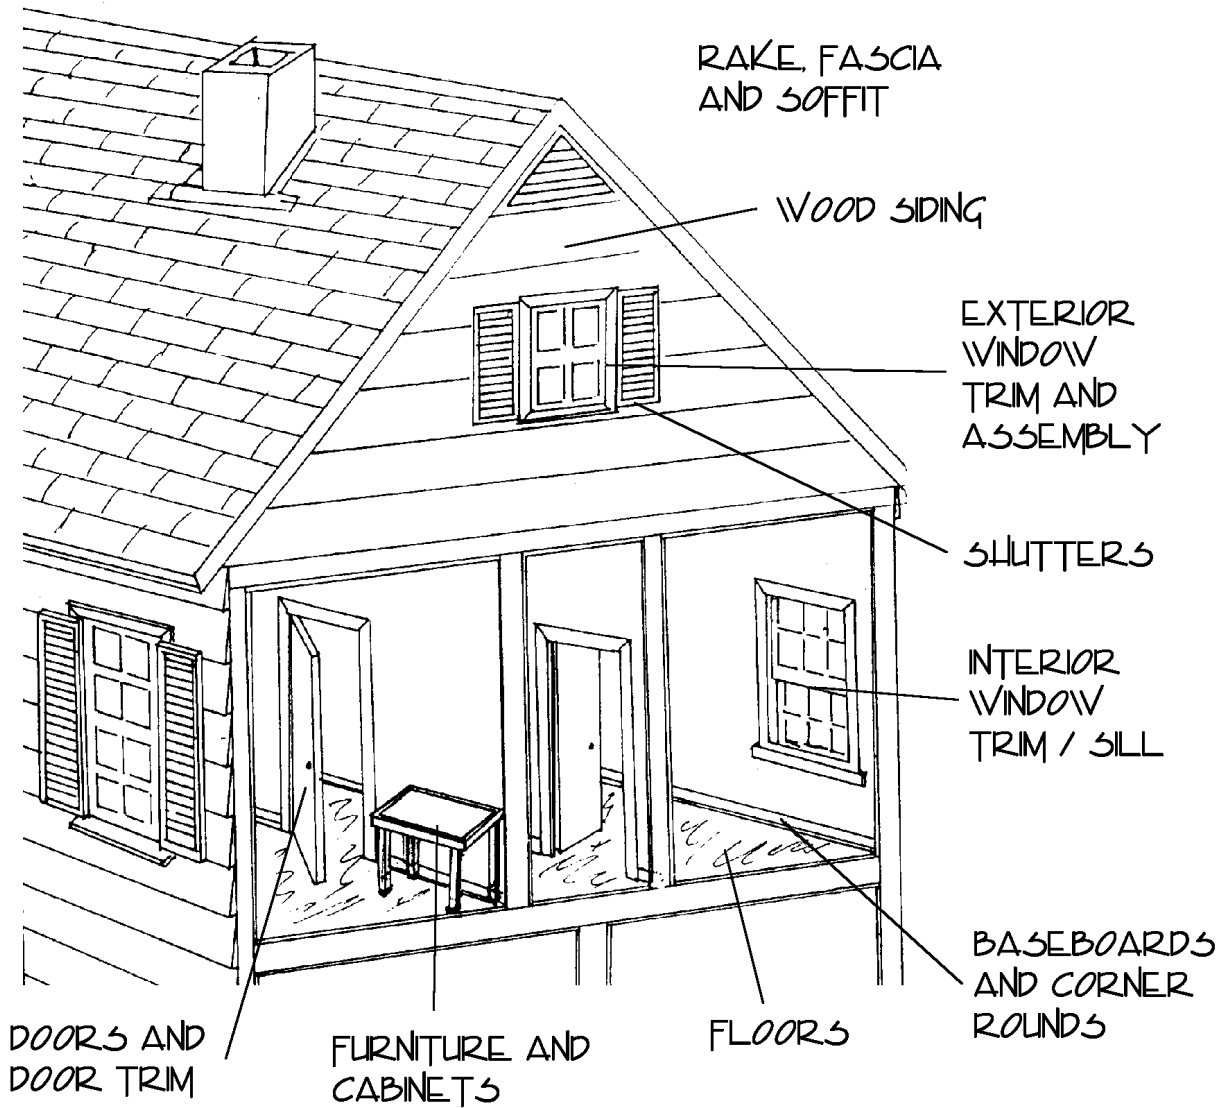 RAKE, FASCIA
AND SOFFIT
WOOD SIDING
EXTERIOR
WINDOW
TRIM AND
ASSEMBLY
SHUTTERS
INTERIOR
WINDOW
TRIM / SILL
BASEBOARDS
AND CORNER
ROUNDS
FLOORS
FURNITURE AND
CABINETS
DOORS AND
DOOR TRIM